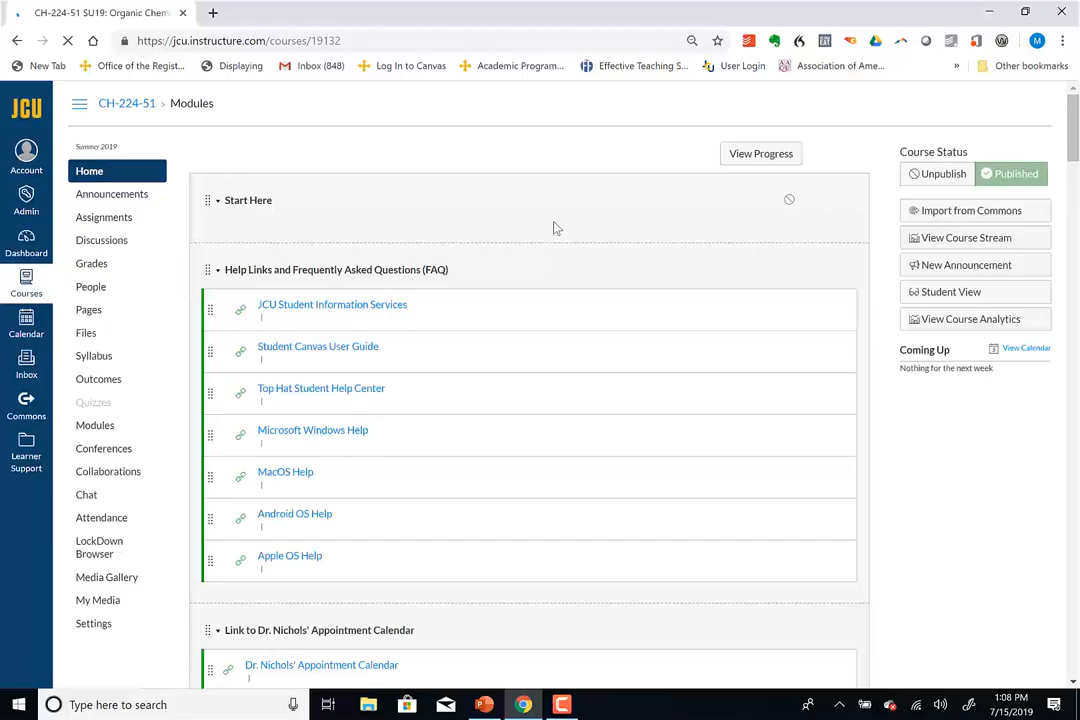 CH-224-51 SU19: Organic Chem
https://jcu.instructure.com/courses/19132
New Tab
Office of the Regist...
Displaying
Inbox (848)
Log In to Canvas
Academic Program...
Effective Teaching S...
User Login
Association of Ame...
»
Other bookmarks
JCU
Account
Admin
Dashboard
Courses
Calendar
Inbox
Commons
Learner
Support
CH-224-51 › Modules
Summer 2019
Home
Announcements
Assignments
Discussions
Grades
People
Pages
Files
Syllabus
Outcomes
Quizzes
Modules
Conferences
Collaborations
Chat
Attendance
LockDown
Browser
Media Gallery
My Media
Settings
View Progress
Start Here
Help Links and Frequently Asked Questions (FAQ)
JCU Student Information Services
Student Canvas User Guide
Top Hat Student Help Center
Microsoft Windows Help
MacOS Help
Android OS Help
Apple OS Help
Link to Dr. Nichols' Appointment Calendar
Dr. Nichols' Appointment Calendar
Course Status
Unpublish
Published
Import from Commons
View Course Stream
New Announcement
Student View
View Course Analytics
Coming Up
View Calendar
Nothing for the next week
Type here to search
1:08 PM
7/15/2019